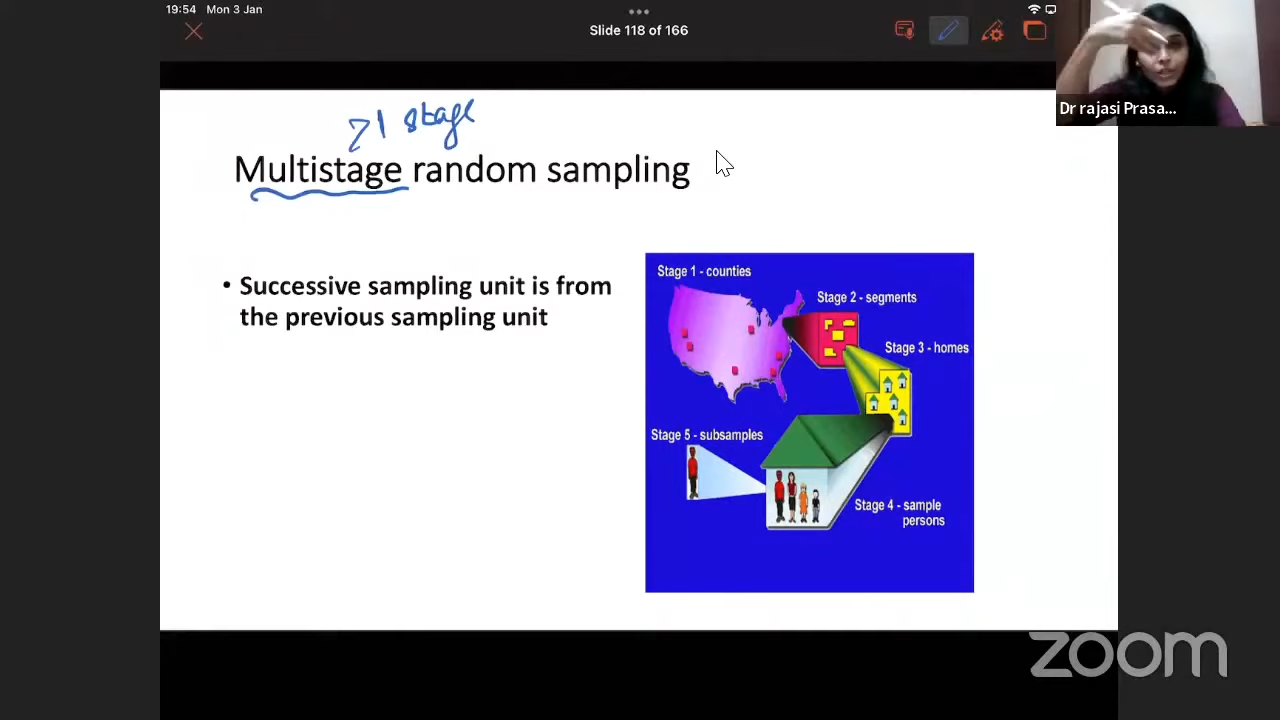 19:54 Mon 3 Jan
Slide 118 of 166
Dr rajasi Prasa...
>1 stage
Multistage random sampling
• Successive sampling unit is from
the previous sampling unit
Stage 1 - counties
Stage 2 - segments
Stage 3 - homes
Stage 5 - subsamples
Stage 4 - sample
persons
zoom